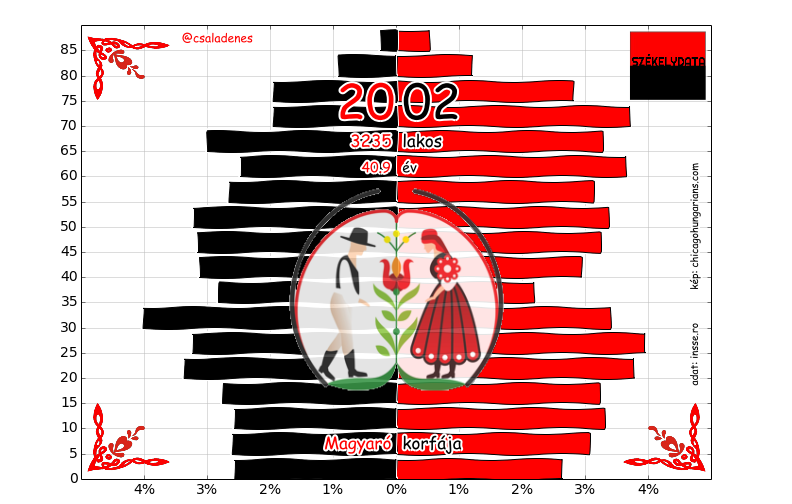 @csaladenes
SZÉKELYDATA
2002
3235 lakos
40.9 év
kép: chicagohungarians.com
adat: insse.ro
Magyaró korfája
85
80
75
70
65
60
55
50
45
40
35
30
25
20
15
10
5
0
4% 3% 2% 1% 0% 1% 2% 3% 4%